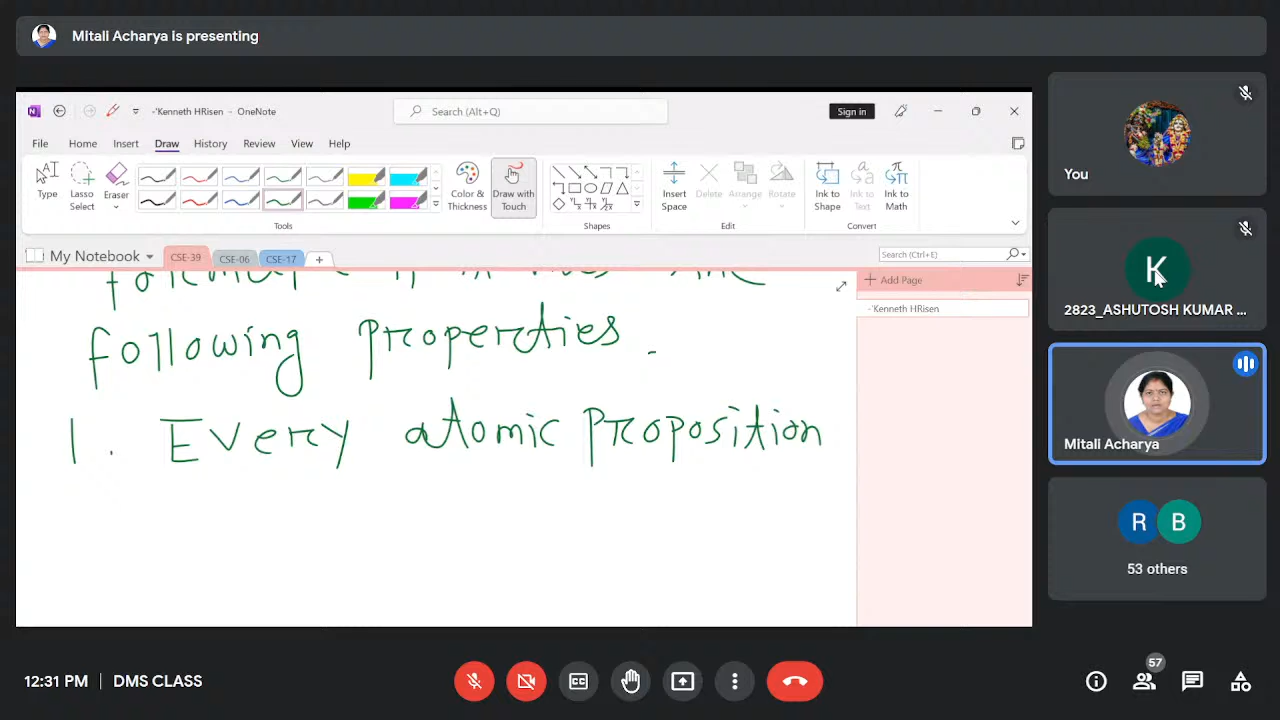 Mitali Acharya is presenting
-'Kenneth HRisen - OneNote
Search (Alt+Q)
Sign in
File Home Insert Draw History Review View Help
Type
Lasso Select
Eraser
Color & Thickness
Draw with Touch
Insert Space
Delete
Arrange
Rotate
Ink to Shape
Ink to Text
Ink to Math
Tools
Shapes
Edit
Convert
My Notebook
CSE-39
CSE-06
CSE-17
Search (Ctrl+E)
Add Page
-'Kenneth HRisen
following properties.
1. Every atomic proposition
You
K
2823_ASHUTOSH KUMAR ...
Mitali Acharya
R B
53 others
12:31 PM | DMS CLASS
57